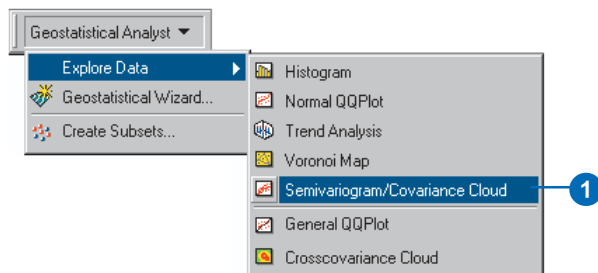 Geostatistical Analyst
Explore Data
Geostatistical Wizard...
Create Subsets...
Histogram
Normal QQPlot
Trend Analysis
Voronoi Map
Semivariogram/Covariance Cloud
1
General QQPlot
Crosscovariance Cloud